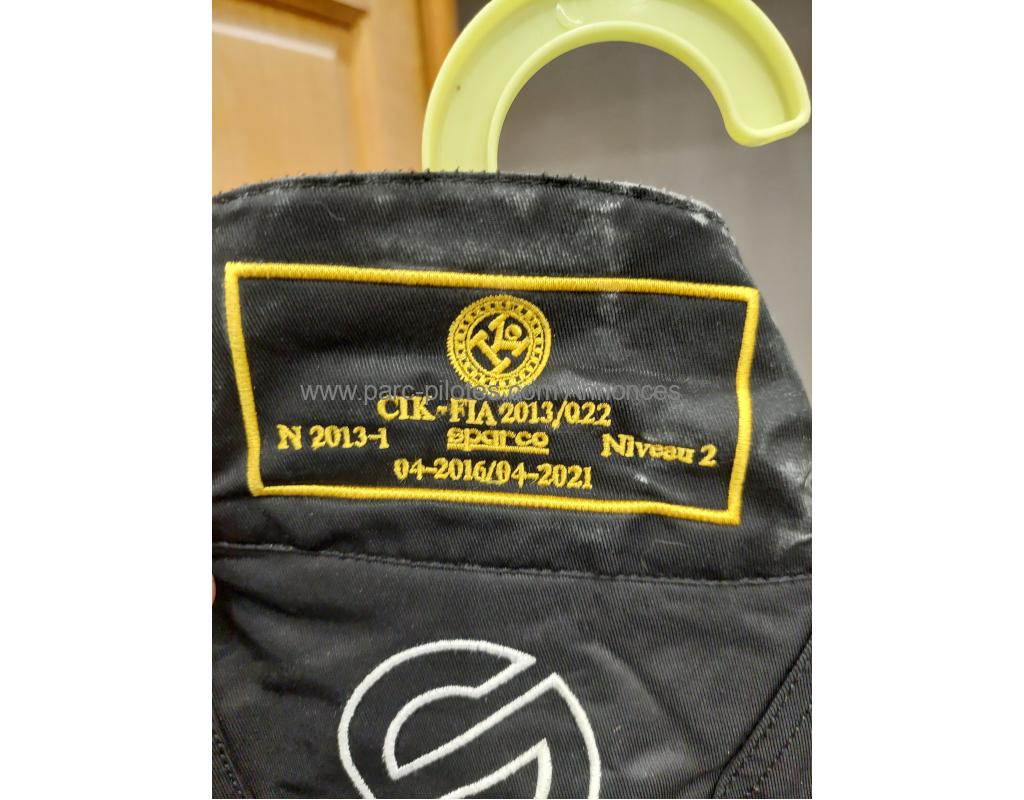 www.parc-pilotes.com/annonces
CIK-FIA 2013/022
N 2013-1 sparco Niveau 2
04-2016/04-2021